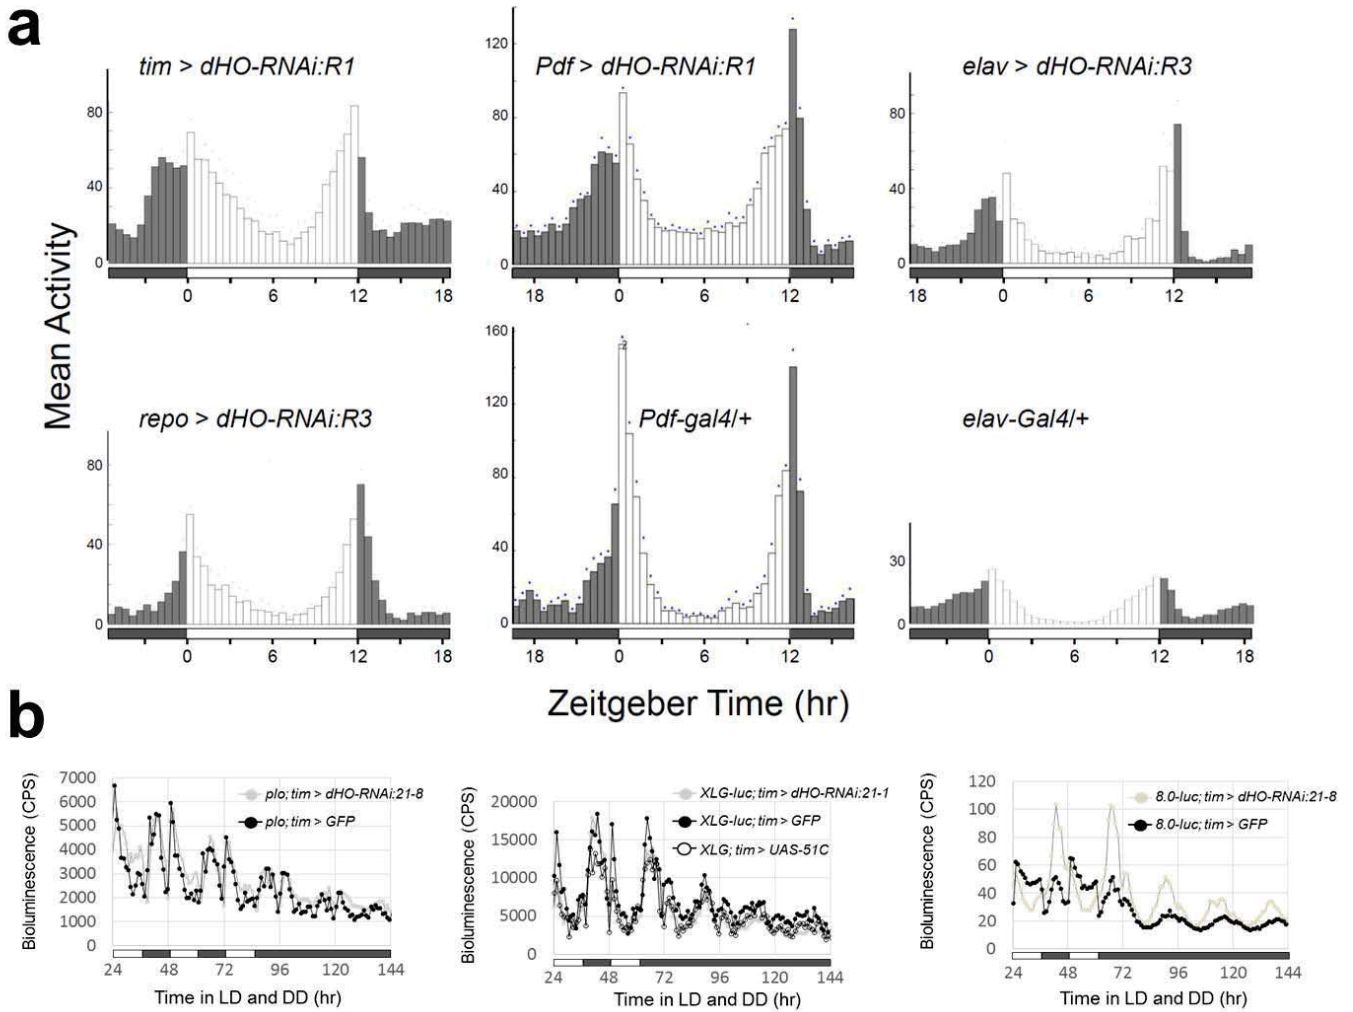 a
tim > dHO-RNAi:R1
Pdf > dHO-RNAi:R1
elav > dHO-RNAi:R3
80
40
0
0 6 12 18
120
80
40
0
18 0 6 12
80
40
0
18 0 6 12
Mean Activity
repo > dHO-RNAi:R3
Pdf-gal4/+
elav-Gal4/+
80
40
0
0 6 12 18
160
120
80
40
0
18 0 6 12
30
0
0 6 12
Zeitgeber Time (hr)
b
Bioluminescence (CPS)
7000
6000
5000
4000
3000
2000
1000
0
plo; tim > dHO-RNAi:21-8
plo; tim > GFP
24 48 72 96 120 144
Time in LD and DD (hr)
Bioluminescence (CPS)
20000
15000
10000
5000
0
XLG-luc; tim > dHO-RNAi:21-1
XLG-luc; tim > GFP
XLG; tim > UAS-51C
24 48 72 96 120 144
Time in LD and DD (hr)
Bioluminescence (CPS)
120
100
80
60
40
20
0
8.0-luc; tim > dHO-RNAi:21-8
8.0-luc; tim > GFP
24 48 72 96 120 144
Time in LD and DD (hr)